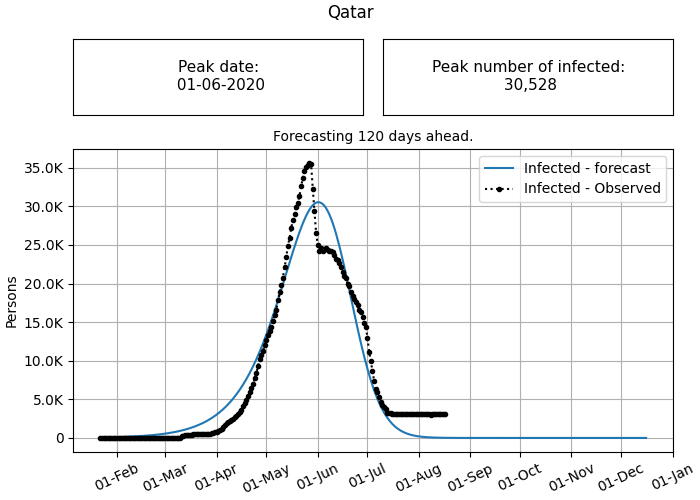 Qatar
Peak date:
01-06-2020
Peak number of infected:
30,528
Forecasting 120 days ahead.
Infected - forecast
Infected - Observed
Persons
35.0K
30.0K
25.0K
20.0K
15.0K
10.0K
5.0K
0
01-Feb
01-Mar
01-Apr
01-May
01-Jun
01-Jul
01-Aug
01-Sep
01-Oct
01-Nov
01-Dec
01-Jan